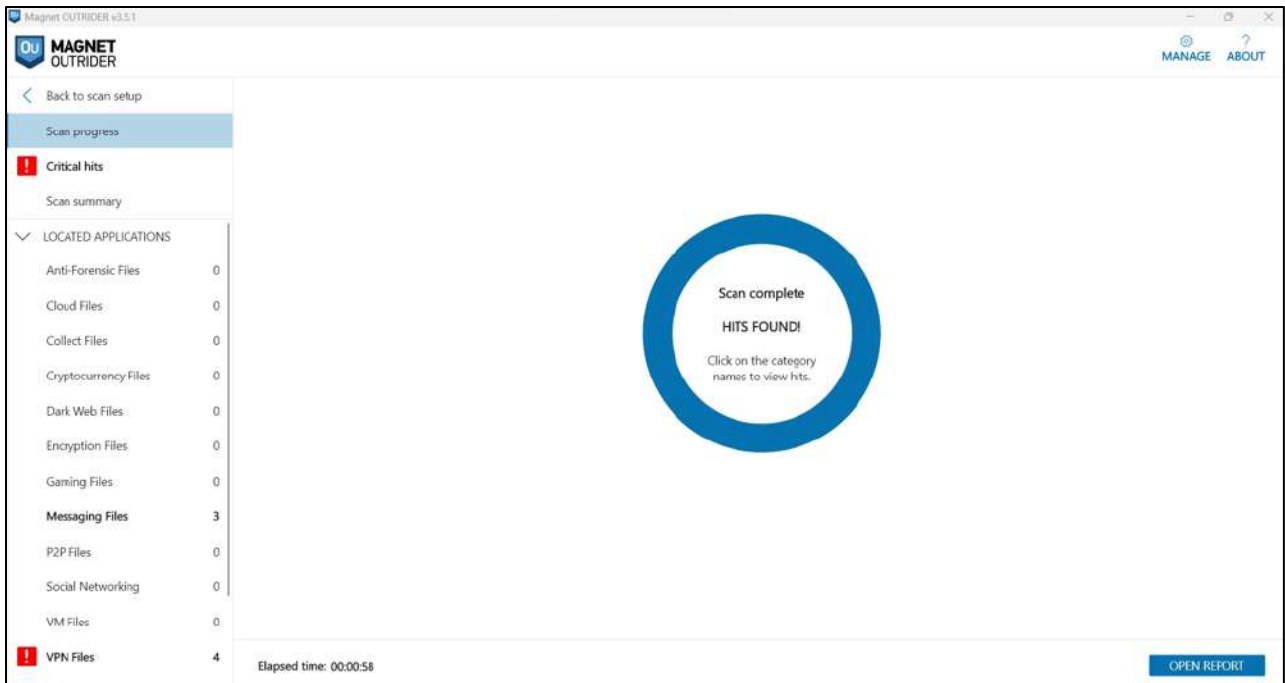 Magnet OUTRIDER v3.5.1
OU MAGNET OUTRIDER
MANAGE
? ABOUT
Back to scan setup
Scan progress
! Critical hits
Scan summary
LOCATED APPLICATIONS
Anti-Forensic Files 0
Cloud Files 0
Collect Files 0
Cryptocurrency Files 0
Dark Web Files 0
Encryption Files 0
Gaming Files 0
Messaging Files 3
P2P Files 0
Social Networking 0
VM Files 0
! VPN Files 4
Scan complete
HITS FOUND!
Click on the category
names to view hits.
Elapsed time: 00:00:58
OPEN REPORT